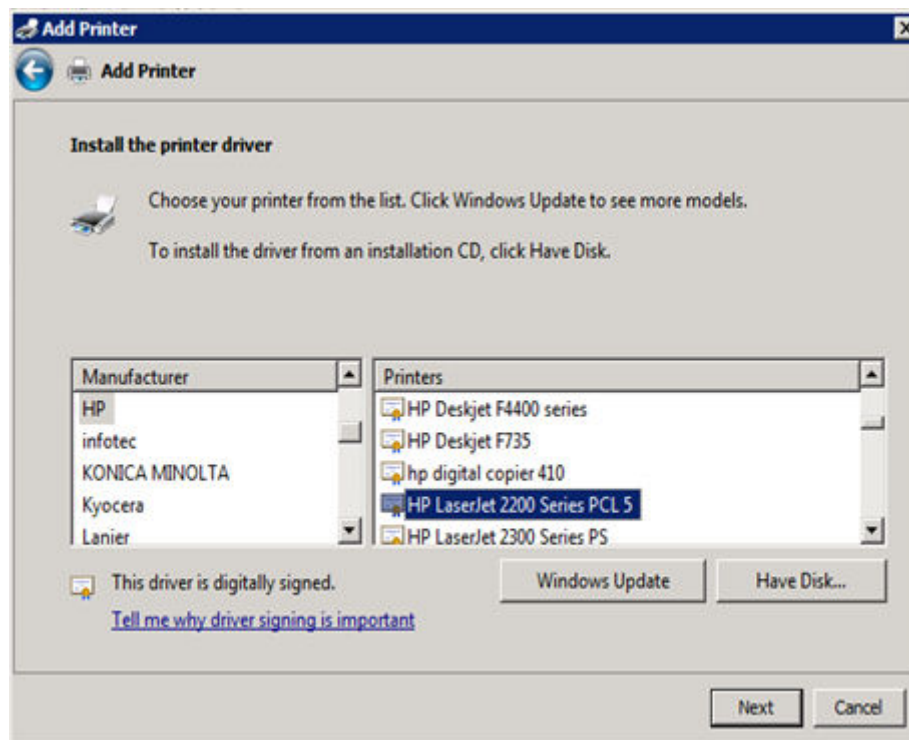 Add Printer
Add Printer
Install the printer driver
Choose your printer from the list. Click Windows Update to see more models.
To install the driver from an installation CD, click Have Disk.
Manufacturer
HP
infotec
KONICA MINOLTA
Kyocera
Lanier
Printers
HP Deskjet F4400 series
HP Deskjet F735
hp digital copier 410
HP LaserJet 2200 Series PCL 5
HP LaserJet 2300 Series PS
This driver is digitally signed.
Tell me why driver signing is important
Windows Update
Have Disk...
Next
Cancel